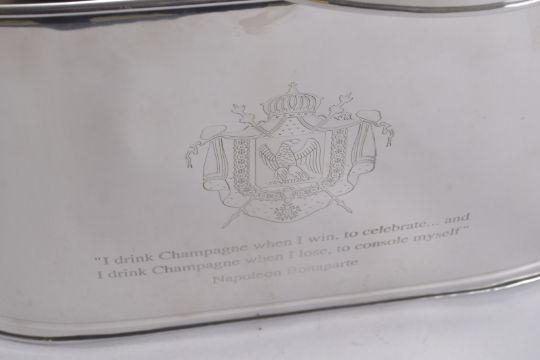 "I drink Champagne when I win, to celebrate... and
I drink Champagne when I lose, to console myself"
Napoleon Bonaparte